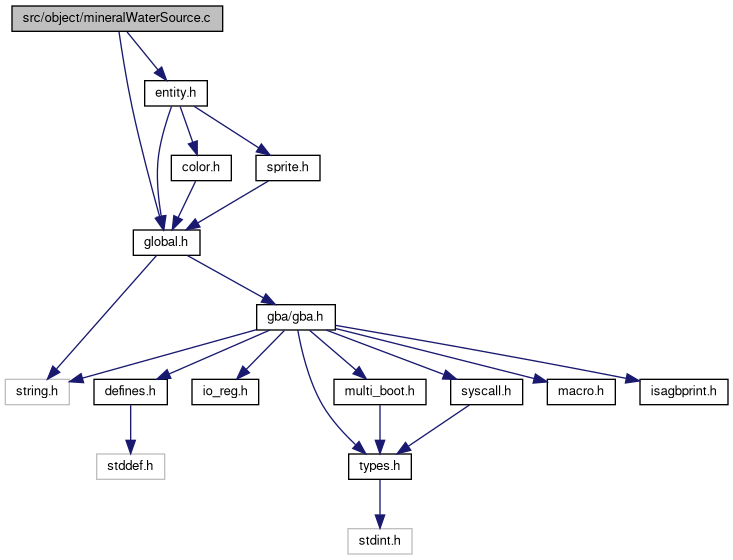 src/object/mineralWaterSource.c
entity.h
color.h
sprite.h
global.h
gba/gba.h
string.h
defines.h
io_reg.h
multi_boot.h
syscall.h
macro.h
isagbprint.h
stddef.h
types.h
stdint.h